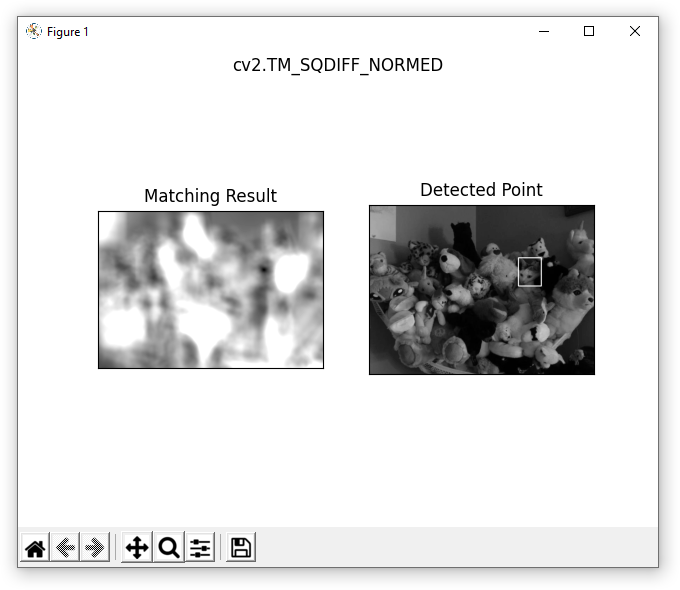 Figure 1
cv2.TM_SQDIFF_NORMED
Matching Result
Detected Point